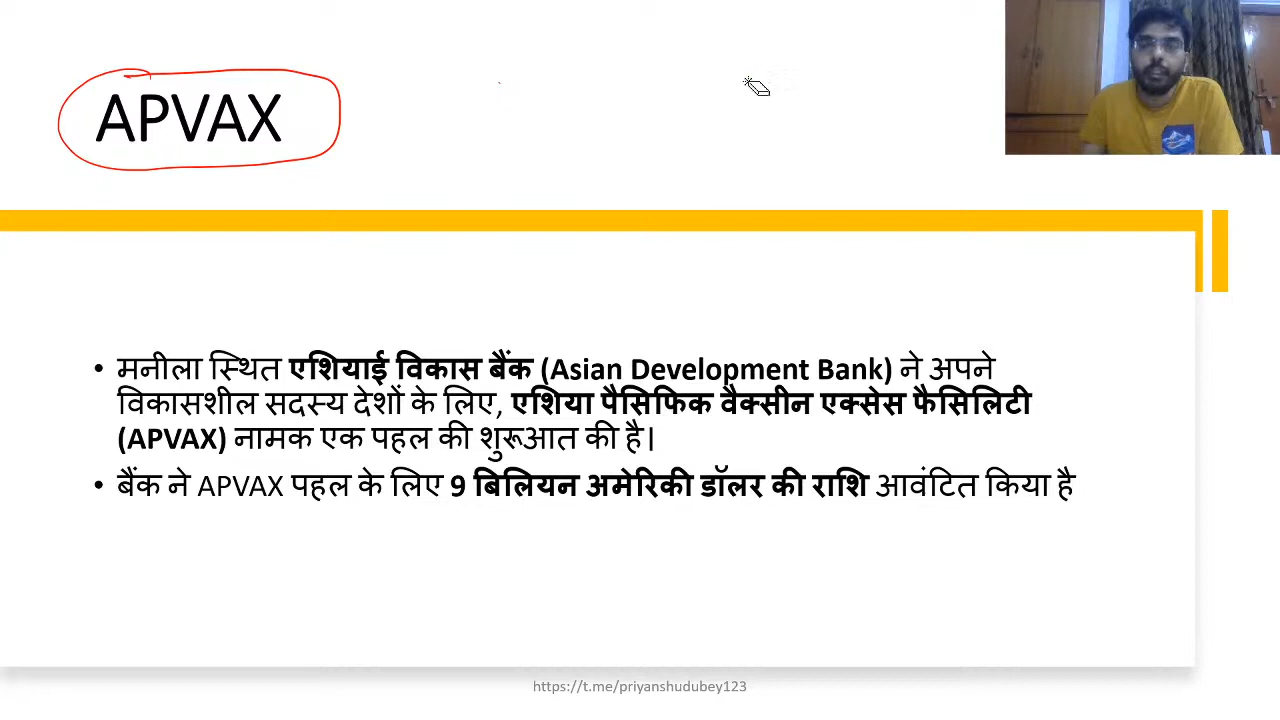 APVAX
• मनीला स्थित एशियाई विकास बैंक (Asian Development Bank) ने अपने
विकासशील सदस्य देशों के लिए, एशिया पैसिफिक वैक्सीन एक्सेस फैसिलिटी
(APVAX) नामक एक पहल की शुरूआत की है।
• बैंक ने APVAX पहल के लिए 9 बिलियन अमेरिकी डॉलर की राशि आवंटित किया है
https://t.me/priyanshudubey123